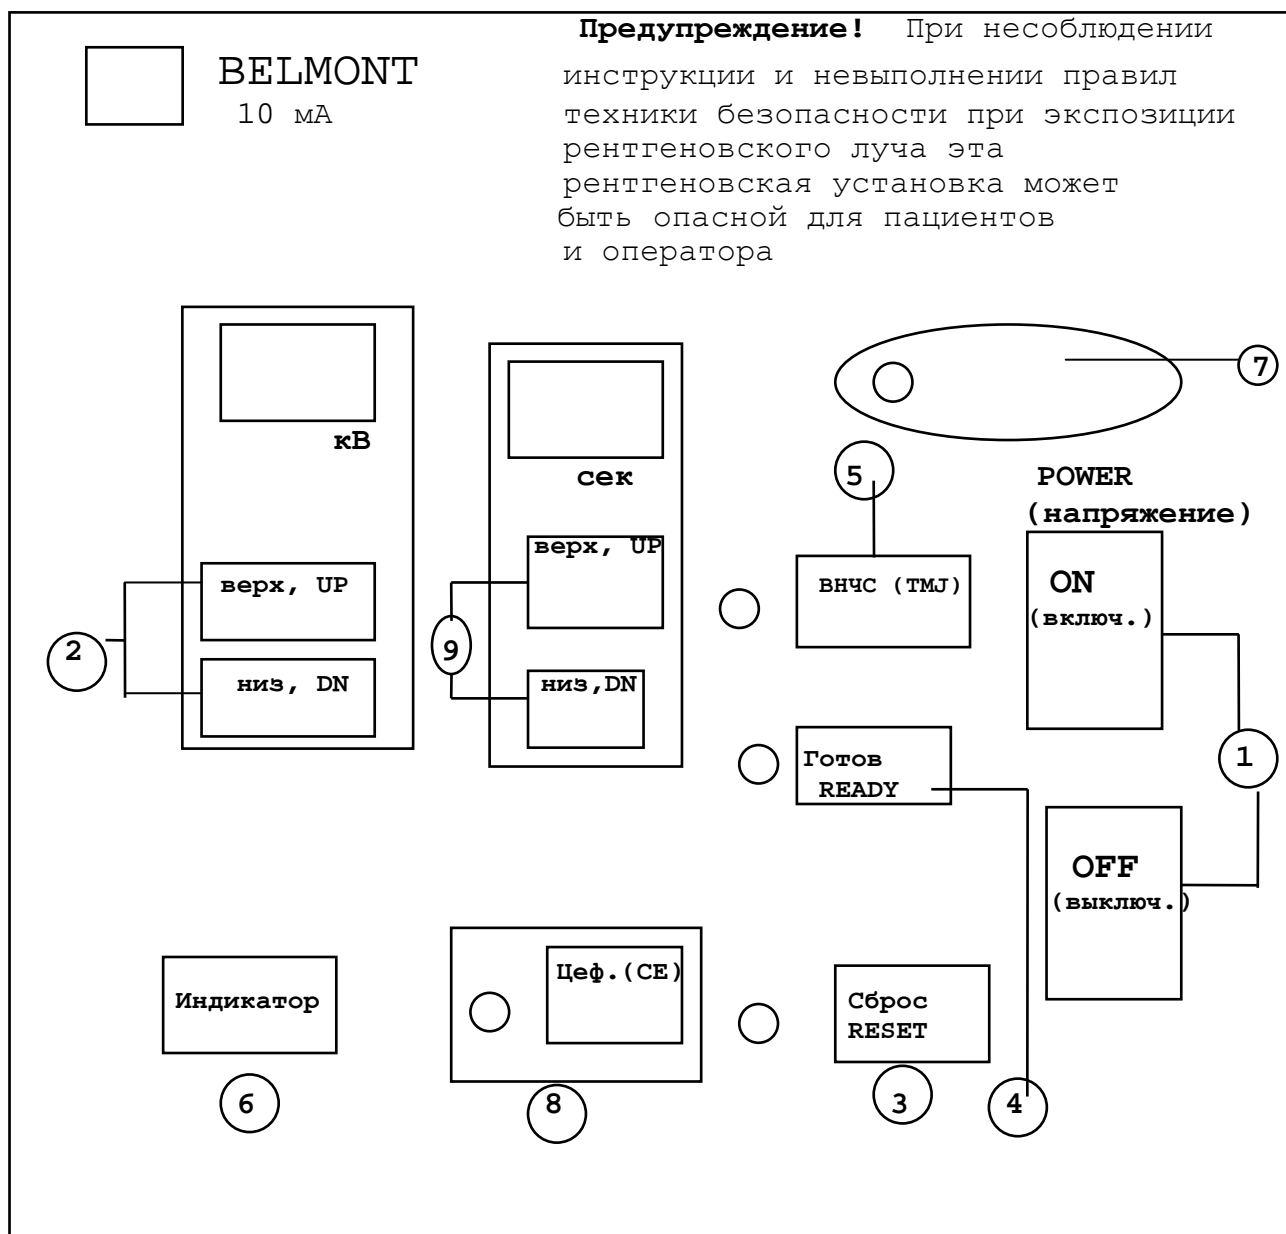 Предупреждение! При несоблюдении
BELMONT
инструкции и невыполнении правил
10 мА
техники безопасности при экспозиции
рентгеновского луча эта
рентгеновская установка может
быть опасной для пациентов
и оператора
7
кВ
сек
5
POWER
(напряжение)
верх, UP
верх, UP
ВНЧС (TMJ)
ON
(включ.)
2
9
низ, DN
низ,DN
Готов
READY
1
OFF
(выключ.)
Индикатор
Цеф.(CE)
Сброс
RESET
6
8
3
4